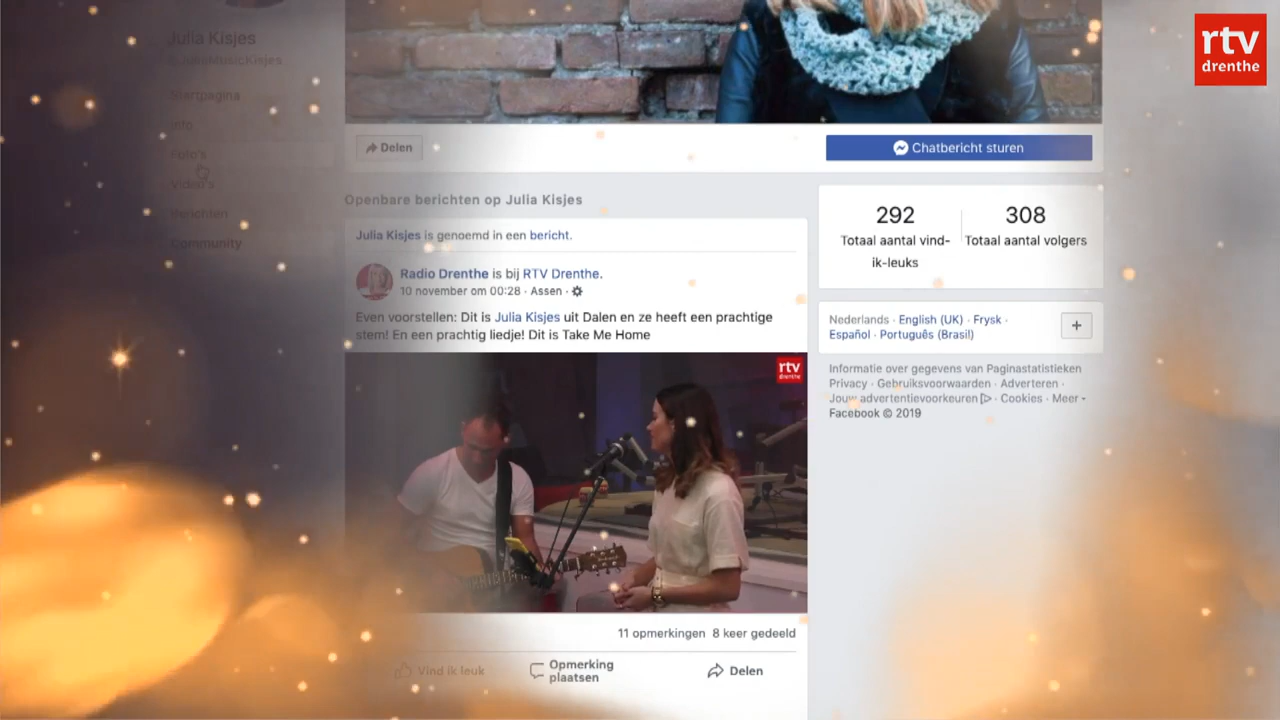 rtv
drenthe
Julia Kisjes
Startpagina
Info
Foto's
Video's
Berichten
Community
Delen
Chatbericht sturen
Openbare berichten op Julia Kisjes
Julia Kisjes is genoemd in een bericht.
Radio Drenthe is bij RTV Drenthe.
10 november om 00:28 · Assen ·
Even voorstellen: Dit is Julia Kisjes uit Dalen en ze heeft een prachtige
stem! En een prachtig liedje! Dit is Take Me Home
rtv
drenthe
11 opmerkingen 8 keer gedeeld
Vind ik leuk
Opmerking
plaatsen
Delen
292
Totaal aantal vind-
ik-leuks
308
Totaal aantal volgers
Nederlands · English (UK) · Frysk ·
Español · Português (Brasil)
+
Informatie over gegevens van Paginastatistieken
Privacy · Gebruiksvoorwaarden · Adverteren ·
Jouw advertentievoorkeuren · Cookies · Meer
Facebook © 2019